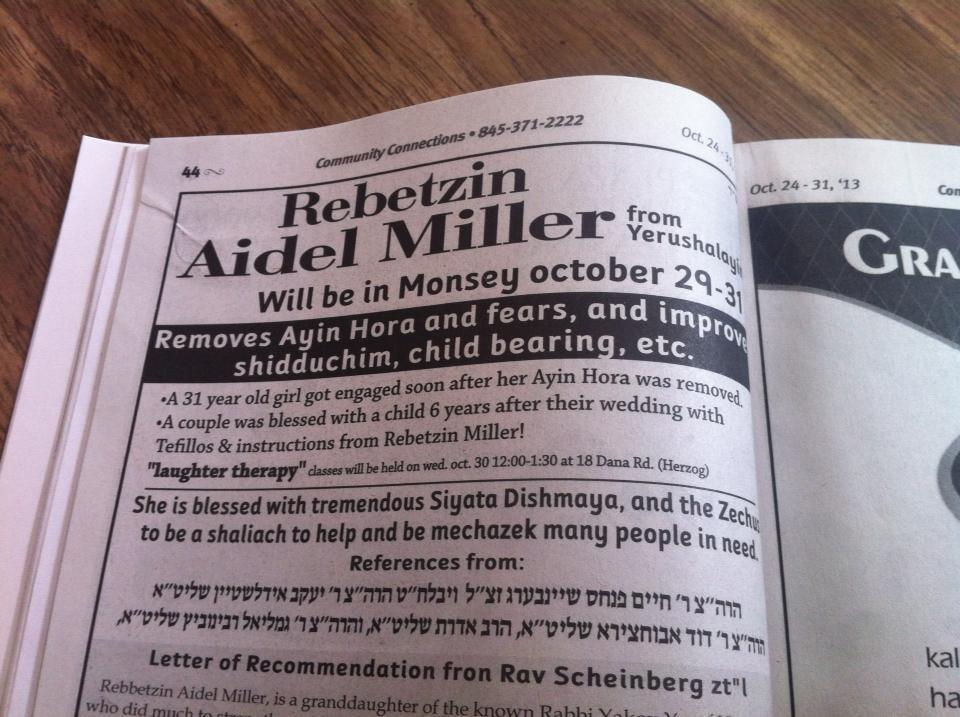 44
Community Connections • 845-371-2222
Oct. 24 - 3
Rebetzin
Aidel Miller from
Yerushalayi
Will be in Monsey october 29-31
Removes Ayin Hora and fears, and improve
shidduchim, child bearing, etc.
•A 31 year old girl got engaged soon after her Ayin Hora was removed.
•A couple was blessed with a child 6 years after their wedding with
Tefillos & instructions from Rebetzin Miller!
"laughter therapy" classes will be held on wed. oct. 30 12:00-1:30 at 18 Dana Rd. (Herzog)
She is blessed with tremendous Siyata Dishmaya, and the Zechu
to be a shaliach to help and be mechazek many people in need.
References from:
הרה"צ ר' חיים פנחס שיינבערג זצ"ל ויבלח"ט הרה"צ ר' יעקב אידלשטיין שליט"א
הרה"צ ר' דוד אבוחצירא שליט"א, הרב אדרת שליט"א, והרה"צ ר' גמליאל רבינוביץ שליט"א,
Letter of Recommendation fron Rav Scheinberg zt"l
Rebbetzin Aidel Miller, is a granddaughter of the known Rabbi
who did much to
Oct. 24 - 31, '13
Con
GRA
kal
ha